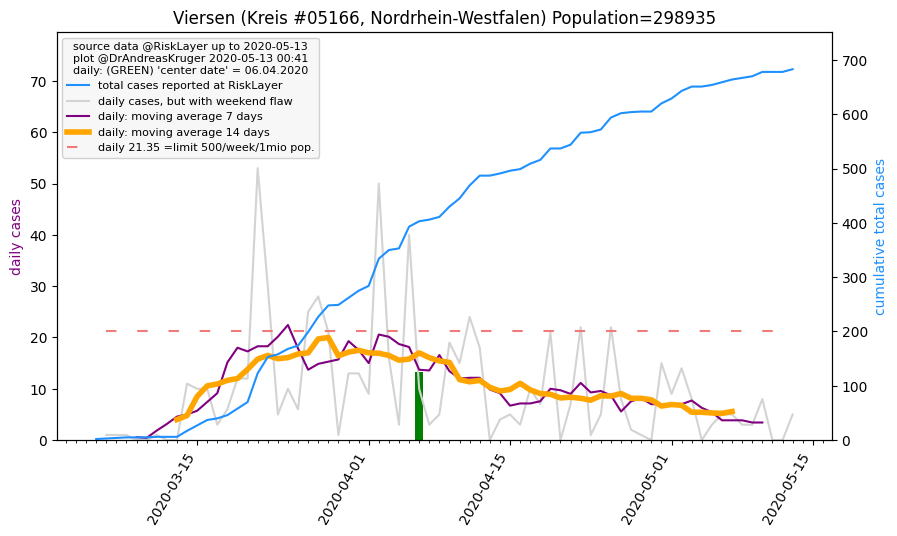 Viersen (Kreis #05166, Nordrhein-Westfalen) Population=298935
source data @RiskLayer up to 2020-05-13
plot @DrAndreasKruger 2020-05-13 00:41
daily: (GREEN) 'center date' = 06.04.2020
total cases reported at RiskLayer
daily cases, but with weekend flaw
daily: moving average 7 days
daily: moving average 14 days
daily 21.35 =limit 500/week/1mio pop.
daily cases
70
60
50
40
30
20
10
0
700
600
500
400
300
200
100
0
cumulative total cases
2020-03-15
2020-04-01
2020-04-15
2020-05-01
2020-05-15